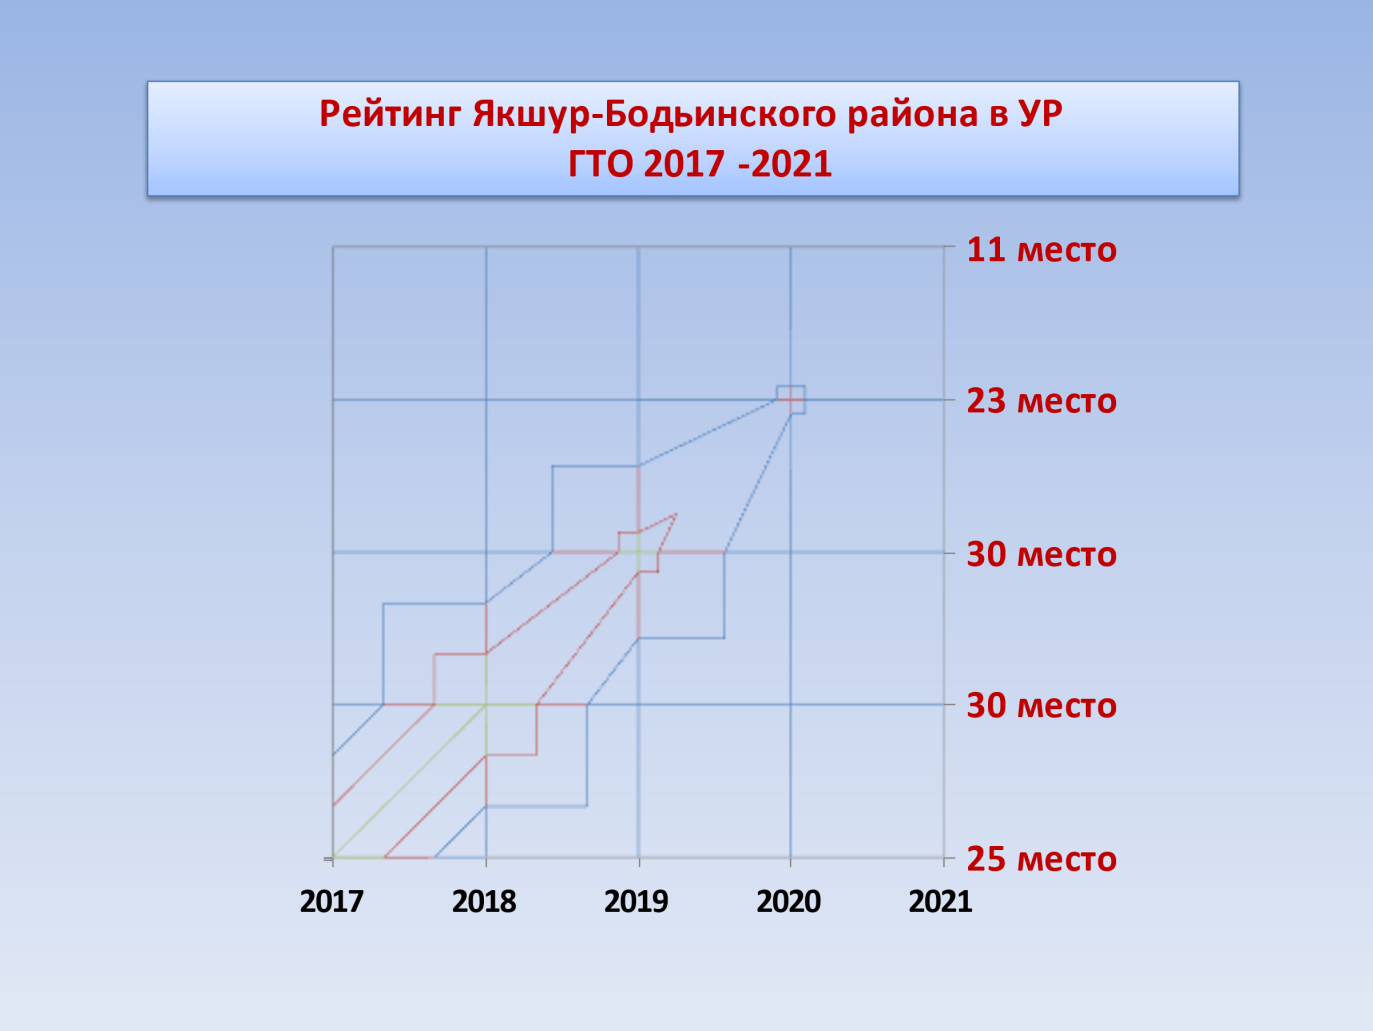 Рейтинг Якшур-Бодьинского района в УР
ГТО 2017 -2021
11 место
23 место
30 место
30 место
25 место
2017 2018 2019 2020 2021